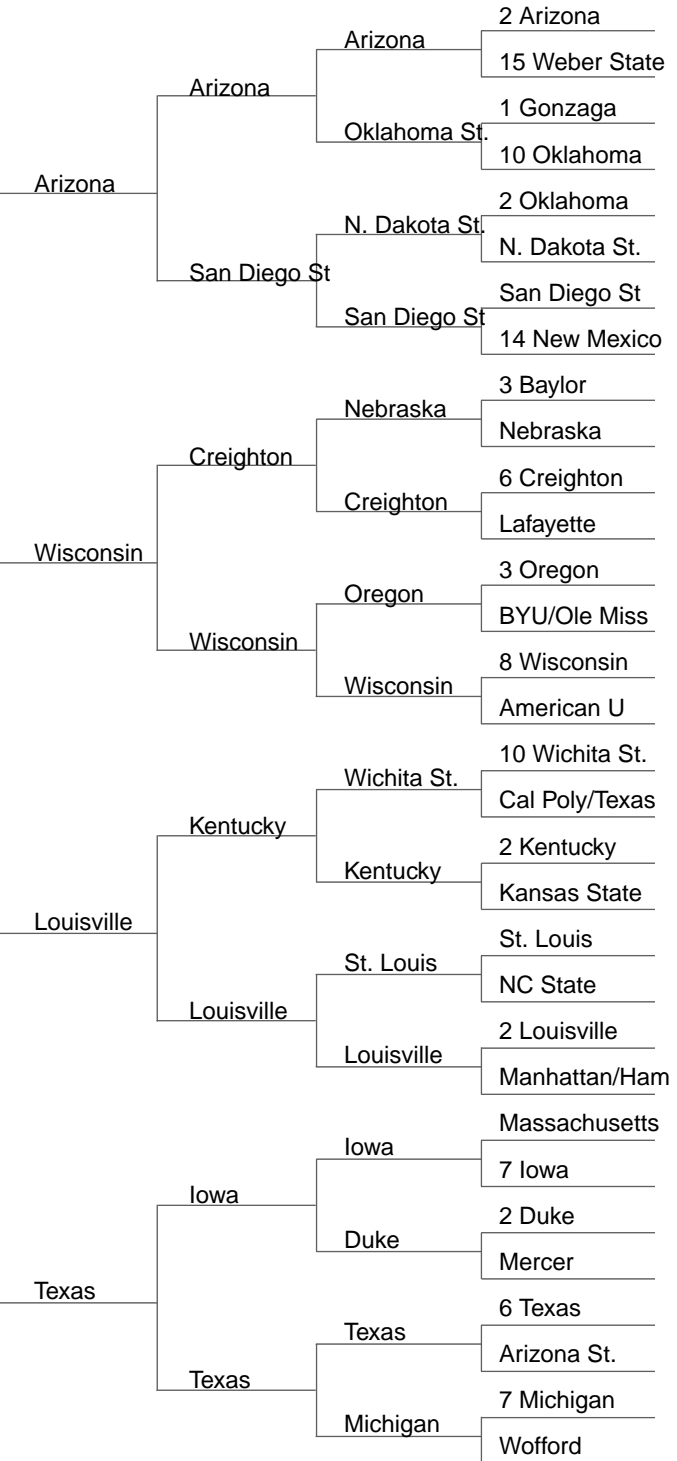 2 Arizona
Arizona
15 Weber State
Arizona
1 Gonzaga
Oklahoma St.
10 Oklahoma
Arizona
2 Oklahoma
N. Dakota St.
N. Dakota St.
San Diego St
San Diego St
San Diego St
14 New Mexico
3 Baylor
Nebraska
Nebraska
Creighton
6 Creighton
Creighton
Lafayette
Wisconsin
3 Oregon
Oregon
BYU/Ole Miss
Wisconsin
8 Wisconsin
Wisconsin
American U
10 Wichita St.
Wichita St.
Cal Poly/Texas
Kentucky
2 Kentucky
Kentucky
Kansas State
Louisville
St. Louis
St. Louis
NC State
Louisville
2 Louisville
Louisville
Manhattan/Ham
Massachusetts
Iowa
7 Iowa
Iowa
2 Duke
Duke
Mercer
Texas
6 Texas
Texas
Arizona St.
Texas
7 Michigan
Michigan
Wofford